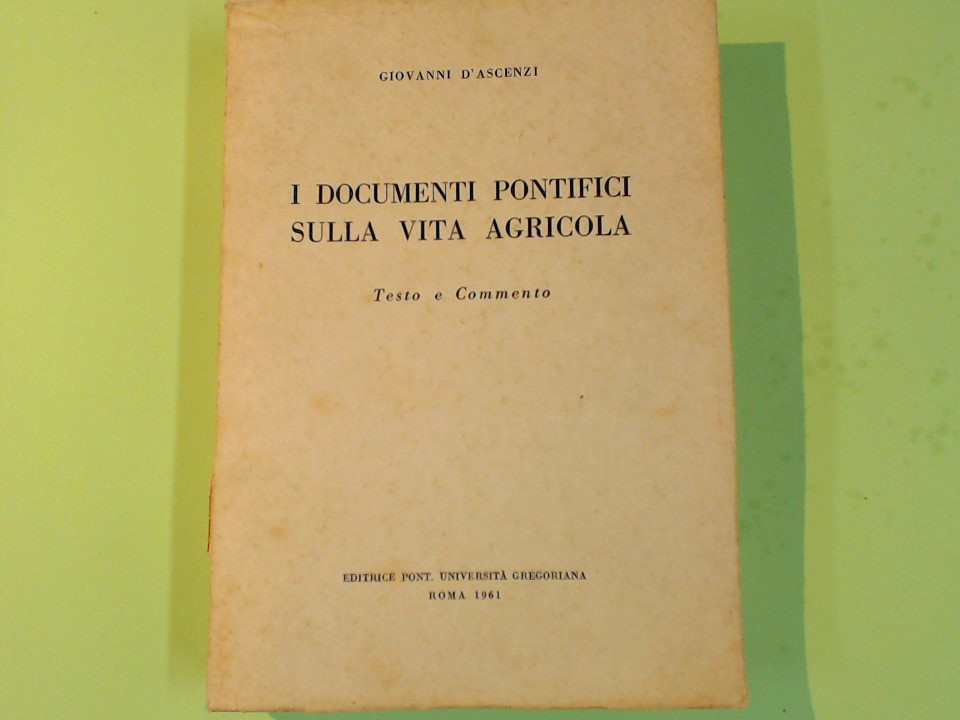 GIOVANNI D'ASCENZI
I DOCUMENTI PONTIFICI
SULLA VITA AGRICOLA
Testo e Commento
EDITRICE PONT. UNIVERSITÀ GREGORIANA
ROMA 1961